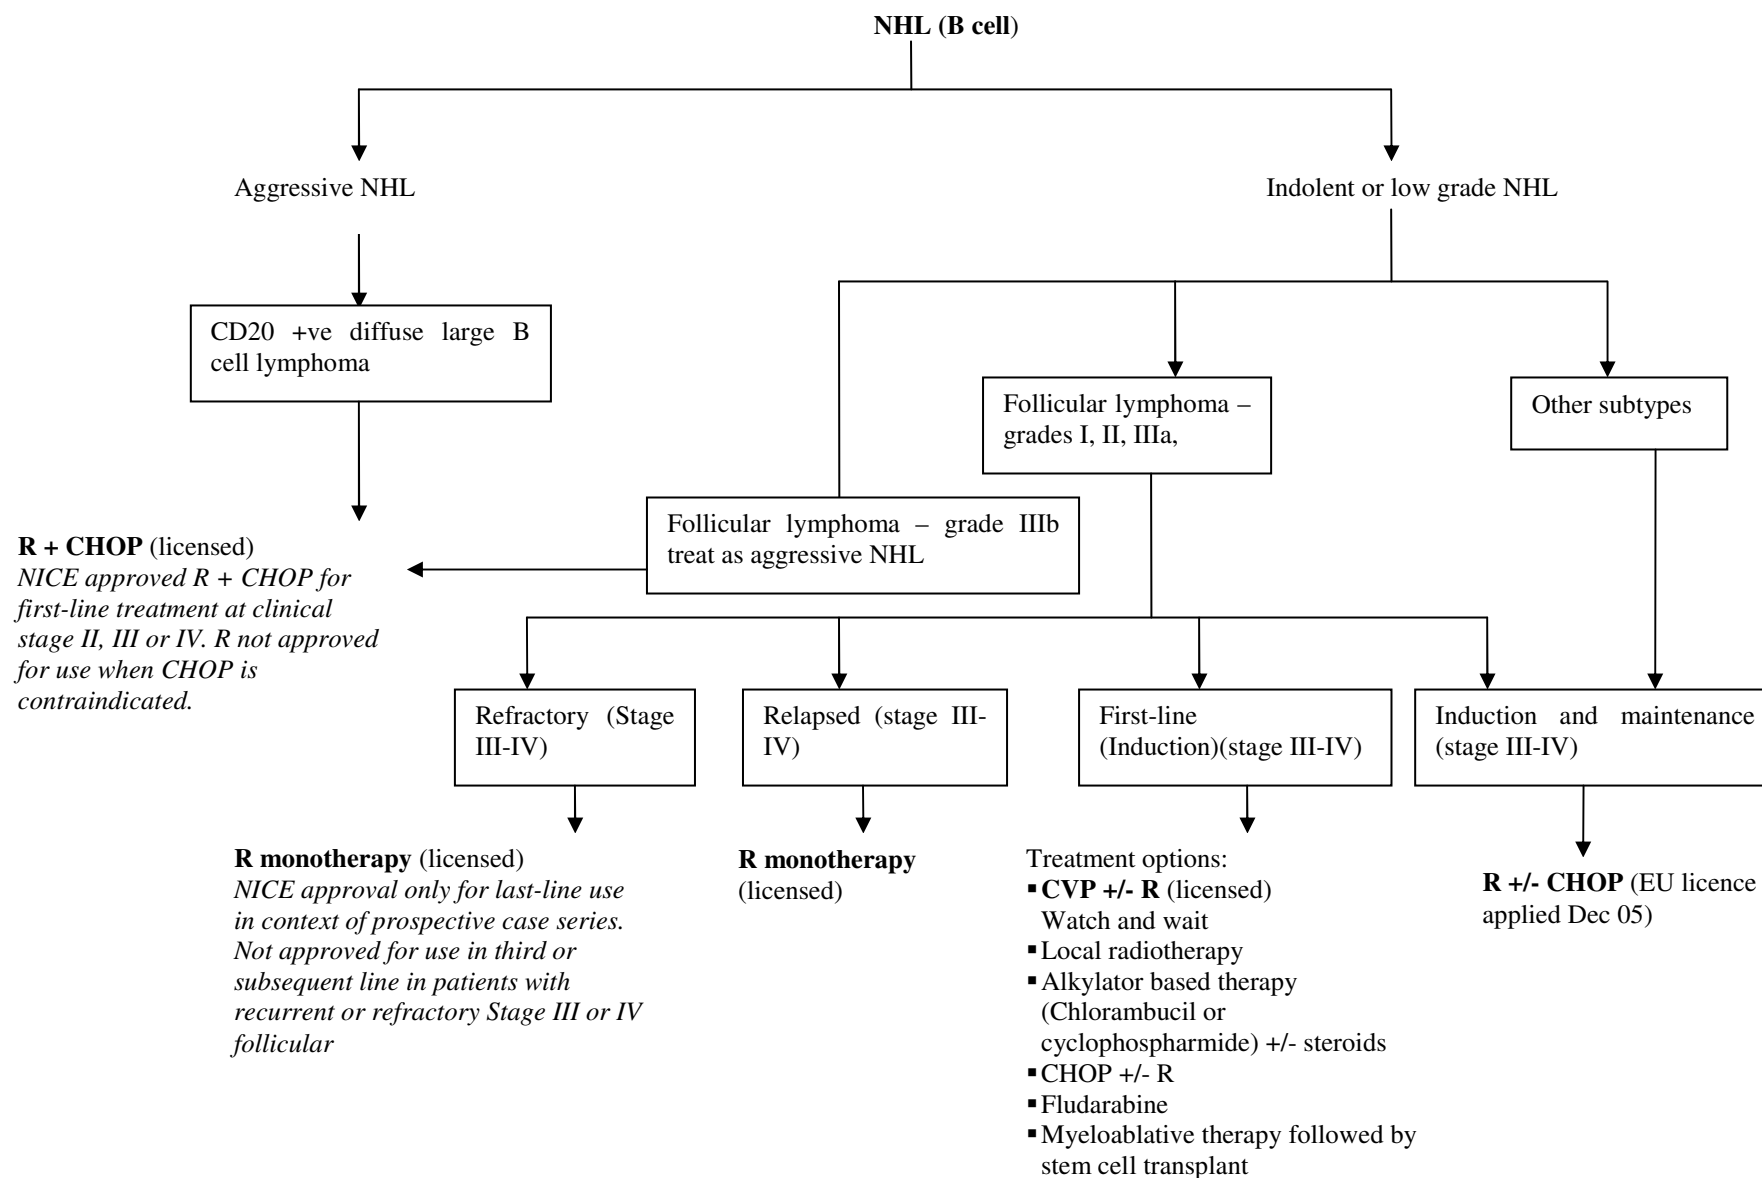 NHL (B cell)
Aggressive NHL
Indolent or low grade NHL
CD20 +ve diffuse large B
cell lymphoma
Follicular lymphoma –
grades I, II, IIIa,
Other subtypes
Follicular lymphoma – grade IIIb
treat as aggressive NHL
R + CHOP (licensed)
NICE approved R + CHOP for
first-line treatment at clinical
stage II, III or IV. R not approved
for use when CHOP is
contraindicated.
Refractory (Stage
III-IV)
Relapsed (stage III-
IV)
First-line
(Induction)(stage III-IV)
Induction and maintenance
(stage III-IV)
R monotherapy (licensed)
NICE approval only for last-line use
in context of prospective case series.
Not approved for use in third or
subsequent line in patients with
recurrent or refractory Stage III or IV
follicular
R monotherapy
(licensed)
Treatment options:
▪ CVP +/- R (licensed)
Watch and wait
▪ Local radiotherapy
▪ Alkylator based therapy
(Chlorambucil or
cyclophospharmide) +/- steroids
▪ CHOP +/- R
▪ Fludarabine
▪ Myeloablative therapy followed by
stem cell transplant
R +/- CHOP (EU licence
applied Dec 05)